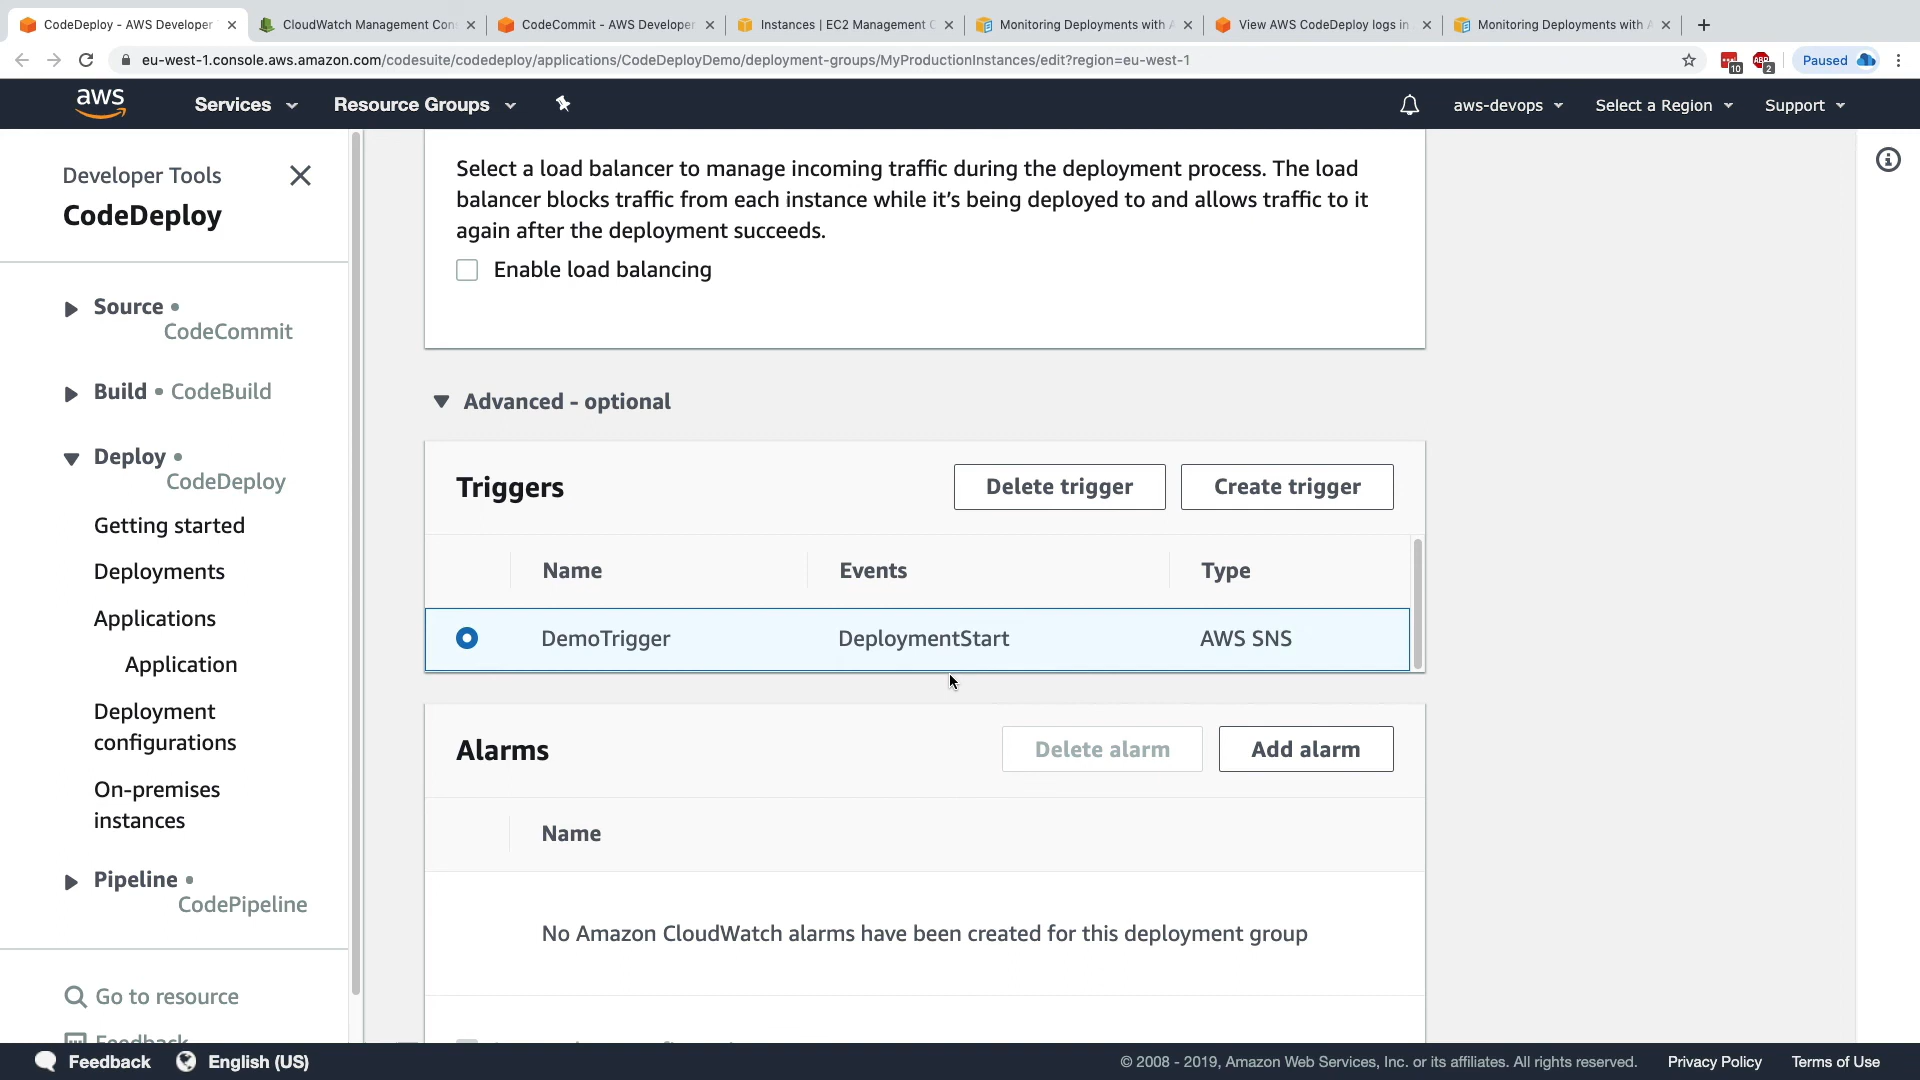 CodeDeploy - AWS Developer
CloudWatch Management Con
CodeCommit - AWS Developer
Instances | EC2 Management C
Monitoring Deployments with A
View AWS CodeDeploy logs in
Monitoring Deployments with A
eu-west-1.console.aws.amazon.com/codesuite/codedeploy/applications/CodeDeployDemo/deployment-groups/MyProductionInstances/edit?region=eu-west-1
10
ABP
2
Paused
aws
Services
Resource Groups
aws-devops
Select a Region
Support
Developer Tools
CodeDeploy
Source •
CodeCommit
Build • CodeBuild
Deploy •
CodeDeploy
Getting started
Deployments
Applications
Application
Deployment
configurations
On-premises
instances
Pipeline •
CodePipeline
Go to resource
Feedback
Select a load balancer to manage incoming traffic during the deployment process. The load
balancer blocks traffic from each instance while it's being deployed to and allows traffic to it
again after the deployment succeeds.
Enable load balancing
Advanced - optional
Triggers
Delete trigger
Create trigger
Name
Events
Type
DemoTrigger
DeploymentStart
AWS SNS
Alarms
Delete alarm
Add alarm
Name
No Amazon CloudWatch alarms have been created for this deployment group
Feedback
English (US)
© 2008 - 2019, Amazon Web Services, Inc. or its affiliates. All rights reserved.
Privacy Policy
Terms of Use